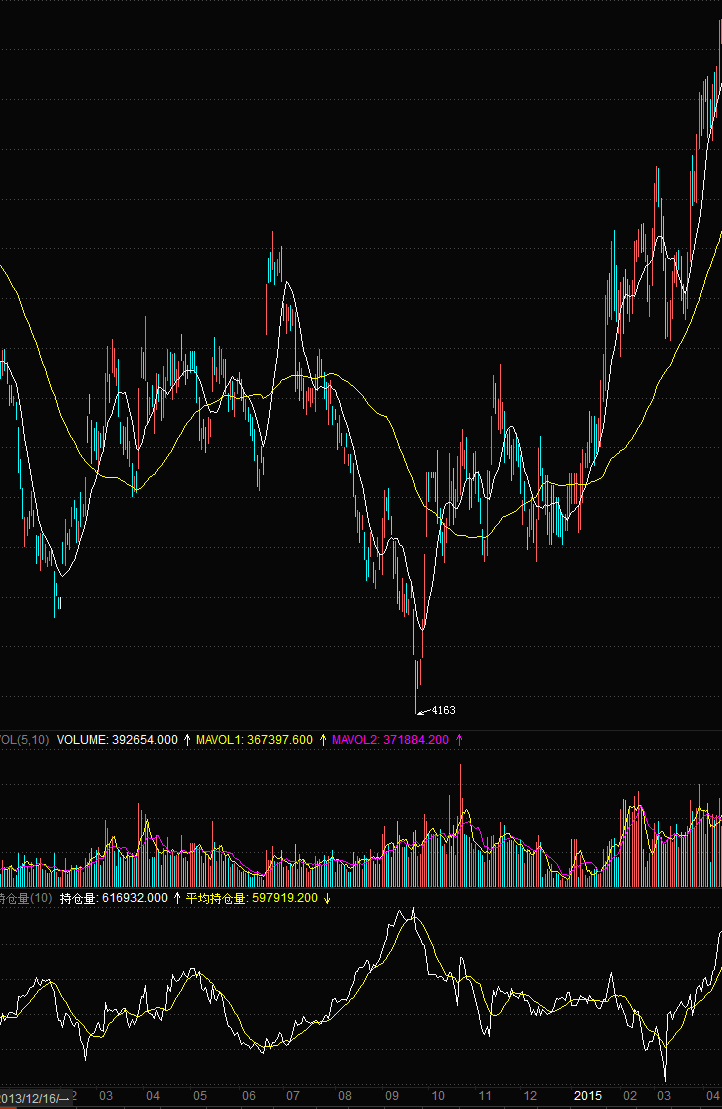 4163
VOL(5,10) VOLUME: 392654.000 ↑ MAVOL1: 367397.600 ↑ MAVOL2: 371884.200 ↑
持仓量(10) 持仓量: 616932.000 ↑ 平均持仓量: 597919.200 ↓
2013/12/16/一 2 03 04 05 06 07 08 09 10 11 12 2015 02 03 04